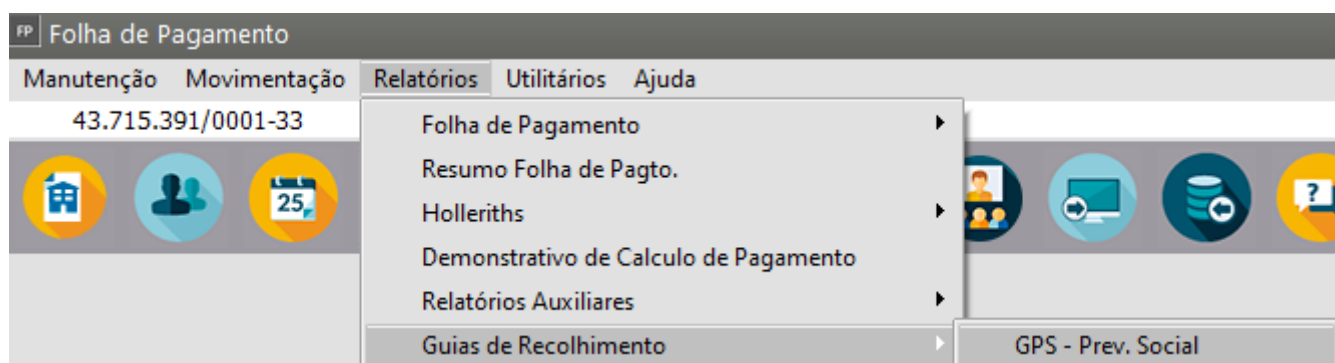 FP Folha de Pagamento
Manutenção Movimentação Relatórios Utilitários Ajuda
43.715.391/0001-33
Folha de Pagamento
25
Resumo Folha de Pagto.
Holleriths
?
Demonstrativo de Calculo de Pagamento
Relatórios Auxiliares
Guias de Recolhimento
GPS - Prev. Social